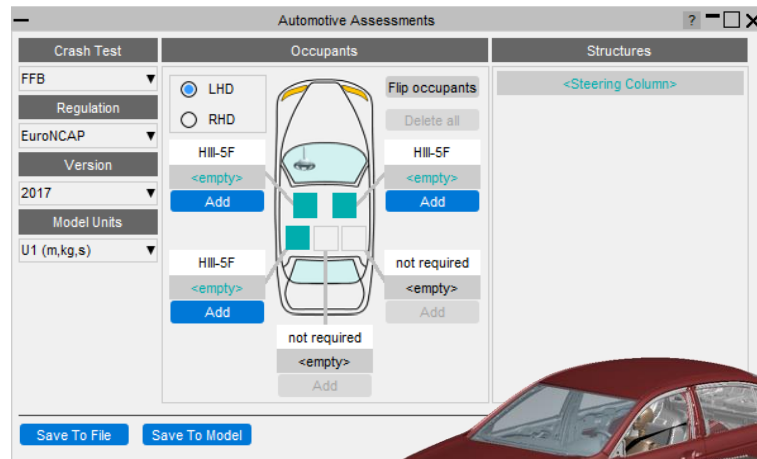 Automotive Assessments
?
Crash Test
FFB
Regulation
EuroNCAP
Version
2017
Model Units
U1 (m,kg,s)
Occupants
LHD
RHD
Flip occupants
Delete all
HIII-5F
<empty>
Add
HIII-5F
<empty>
Add
HIII-5F
<empty>
Add
not required
<empty>
Add
not required
<empty>
Add
Structures
<Steering Column>
Save To File
Save To Model